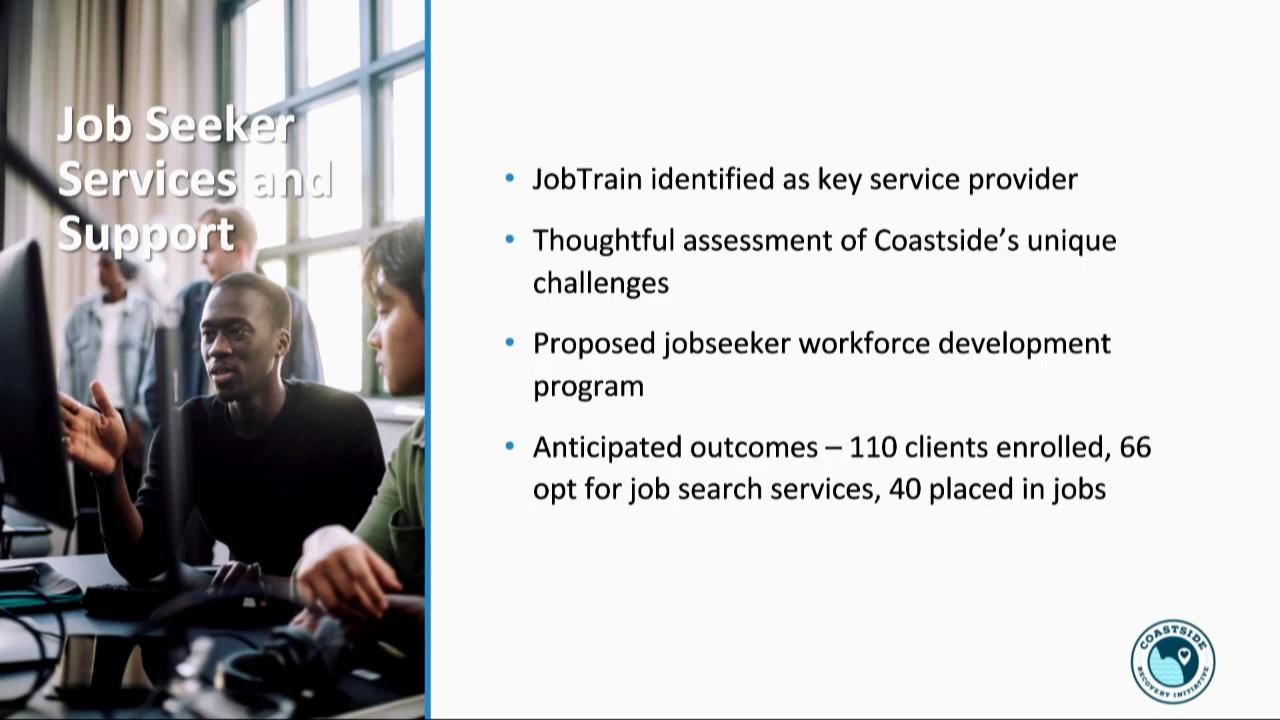 Job Seeker
Services and
Support
• JobTrain identified as key service provider
• Thoughtful assessment of Coastside’s unique
challenges
• Proposed jobseeker workforce development
program
• Anticipated outcomes – 110 clients enrolled, 66
opt for job search services, 40 placed in jobs
COASTSIDE
RECOVERY INITIATIVE